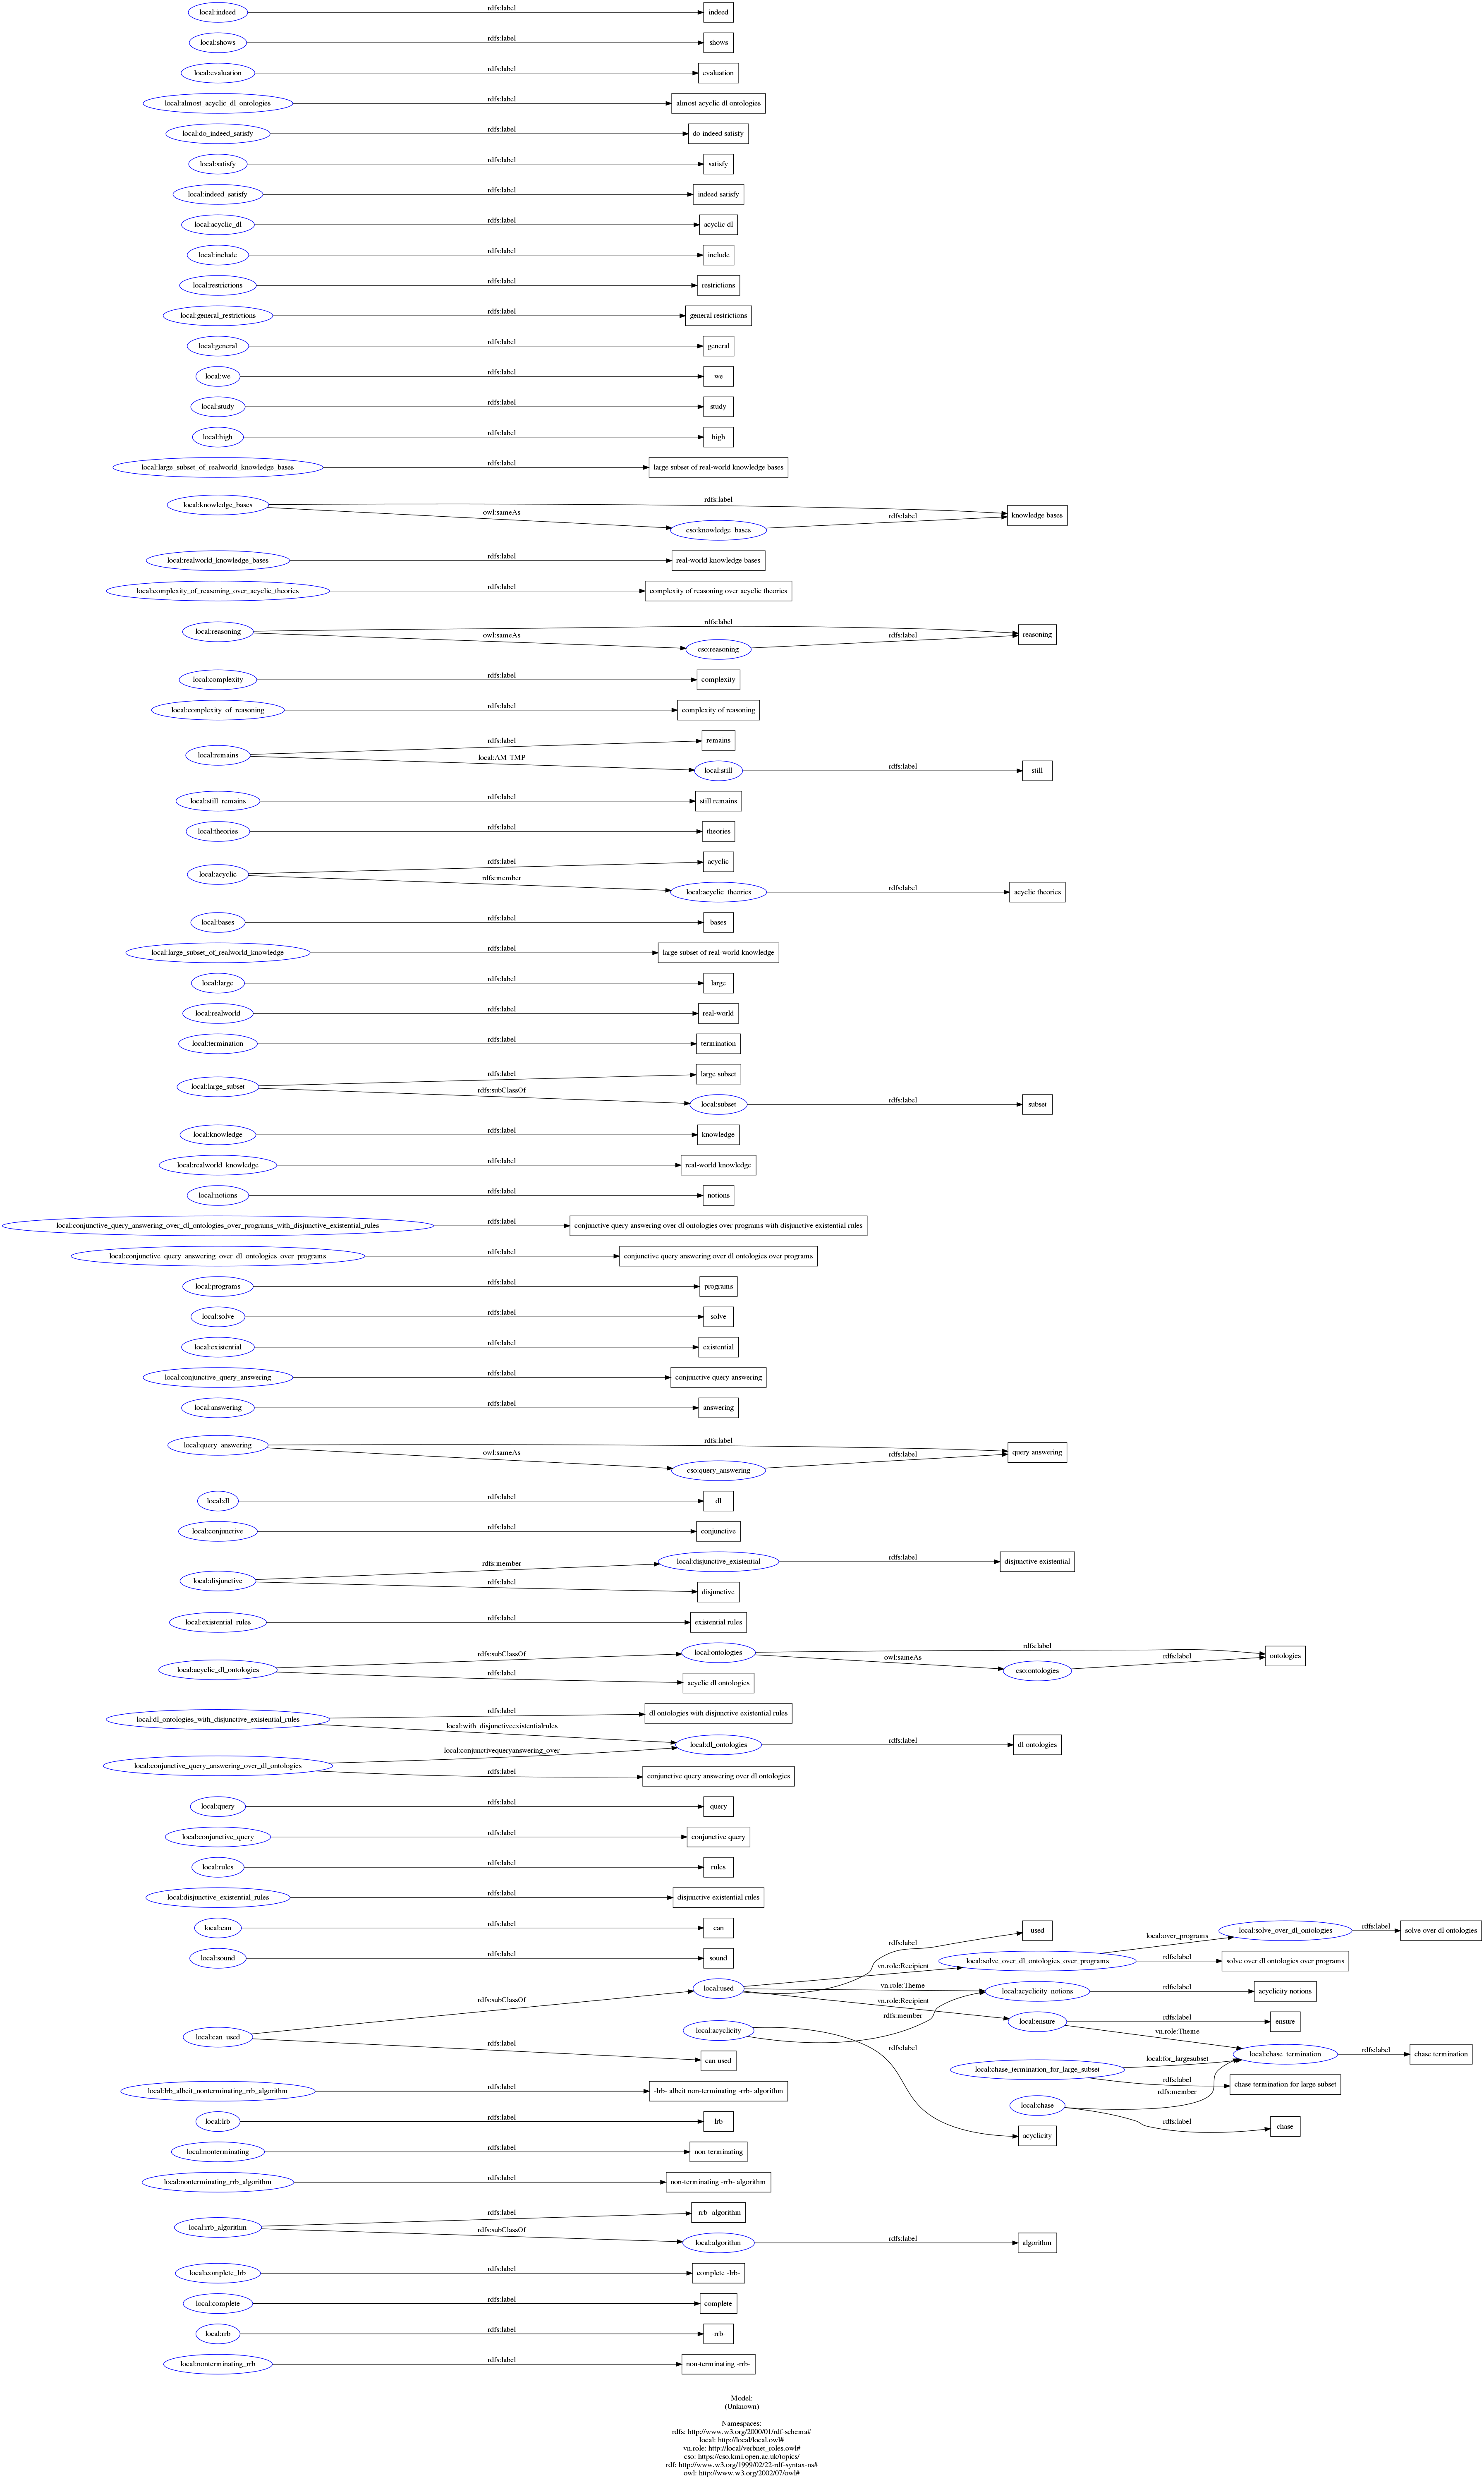 local:indeed rdfs:label indeed
local:shows rdfs:label shows
local:evaluation rdfs:label evaluation
local:almost_acyclic_dl_ontologies rdfs:label almost acyclic dl ontologies
local:do_indeed_satisfy rdfs:label do indeed satisfy
local:satisfy rdfs:label satisfy
local:indeed_satisfy rdfs:label indeed satisfy
local:acyclic_dl rdfs:label acyclic dl
local:include rdfs:label include
local:restrictions rdfs:label restrictions
local:general_restrictions rdfs:label general restrictions
local:general rdfs:label general
local:we rdfs:label we
local:study rdfs:label study
local:high rdfs:label high
local:large_subset_of_realworld_knowledge_bases rdfs:label large subset of real-world knowledge bases
rdfs:label
local:knowledge_bases owl:sameAs cso:knowledge_bases rdfs:label knowledge bases
local:realworld_knowledge_bases rdfs:label real-world knowledge bases
local:complexity_of_reasoning_over_acyclic_theories rdfs:label complexity of reasoning over acyclic theories
rdfs:label
local:reasoning owl:sameAs cso:reasoning rdfs:label reasoning
local:complexity rdfs:label complexity
local:complexity_of_reasoning rdfs:label complexity of reasoning
rdfs:label remains
local:remains local:AM-TMP local:still rdfs:label still
local:still_remains rdfs:label still remains
local:theories rdfs:label theories
rdfs:label acyclic
local:acyclic rdfs:member local:acyclic_theories rdfs:label acyclic theories
local:bases rdfs:label bases
local:large_subset_of_realworld_knowledge rdfs:label large subset of real-world knowledge
local:large rdfs:label large
local:realworld rdfs:label real-world
local:termination rdfs:label termination
rdfs:label large subset
local:large_subset rdfs:subClassOf local:subset rdfs:label subset
local:knowledge rdfs:label knowledge
local:realworld_knowledge rdfs:label real-world knowledge
local:notions rdfs:label notions
local:conjunctive_query_answering_over_dl_ontologies_over_programs_with_disjunctive_existential_rules rdfs:label conjunctive query answering over dl ontologies over programs with disjunctive existential rules
local:conjunctive_query_answering_over_dl_ontologies_over_programs rdfs:label conjunctive query answering over dl ontologies over programs
local:programs rdfs:label programs
local:solve rdfs:label solve
local:existential rdfs:label existential
local:conjunctive_query_answering rdfs:label conjunctive query answering
local:answering rdfs:label answering
rdfs:label
local:query_answering owl:sameAs cso:query_answering rdfs:label query answering
local:dl rdfs:label dl
local:conjunctive rdfs:label conjunctive
rdfs:member local:disjunctive_existential rdfs:label disjunctive existential
local:disjunctive rdfs:label disjunctive
local:existential_rules rdfs:label existential rules
rdfs:subClassOf local:ontologies rdfs:label ontologies
owl:sameAs cso:ontologies rdfs:label
local:acyclic_dl_ontologies rdfs:label acyclic dl ontologies
local:dl_ontologies_with_disjunctive_existential_rules rdfs:label dl ontologies with disjunctive existential rules
local:with_disjunctiveexistentialrules local:dl_ontologies rdfs:label dl ontologies
local:conjunctivequeryanswering_over
local:conjunctive_query_answering_over_dl_ontologies rdfs:label conjunctive query answering over dl ontologies
local:query rdfs:label query
local:conjunctive_query rdfs:label conjunctive query
local:rules rdfs:label rules
local:disjunctive_existential_rules rdfs:label disjunctive existential rules
local:can rdfs:label can
rdfs:label used
local:over_programs local:solve_over_dl_ontologies rdfs:label solve over dl ontologies
local:sound rdfs:label sound
vn.role:Recipient local:solve_over_dl_ontologies_over_programs rdfs:label solve over dl ontologies over programs
rdfs:subClassOf local:used vn.role:Theme local:acyclicity_notions rdfs:label acyclicity notions
vn.role:Recipient local:ensure rdfs:label ensure
local:acyclicity rdfs:member
vn.role:Theme
local:can_used rdfs:label can used
rdfs:label
local:chase_termination rdfs:label chase termination
local:chase_termination_for_large_subset local:for_largesubset
rdfs:label chase termination for large subset
local:lrb_albeit_nonterminating_rrb_algorithm rdfs:label -lrb- albeit non-terminating -rrb- algorithm
local:chase rdfs:member
rdfs:label chase
local:lrb rdfs:label -lrb-
acyclicity
local:nonterminating rdfs:label non-terminating
local:nonterminating_rrb_algorithm rdfs:label non-terminating -rrb- algorithm
rdfs:label -rrb- algorithm
local:rrb_algorithm rdfs:subClassOf local:algorithm rdfs:label algorithm
local:complete_lrb rdfs:label complete -lrb-
local:complete rdfs:label complete
local:rrb rdfs:label -rrb-
local:nonterminating_rrb rdfs:label non-terminating -rrb-
Model:
(Unknown)
Namespaces:
rdfs: http://www.w3.org/2000/01/rdf-schema#
local: http://local/local.owl#
vn.role: http://local/verbnet_roles.owl#
cso: https://cso.kmi.open.ac.uk/topics/
rdf: http://www.w3.org/1999/02/22-rdf-syntax-ns#
owl: http://www.w3.org/2002/07/owl#